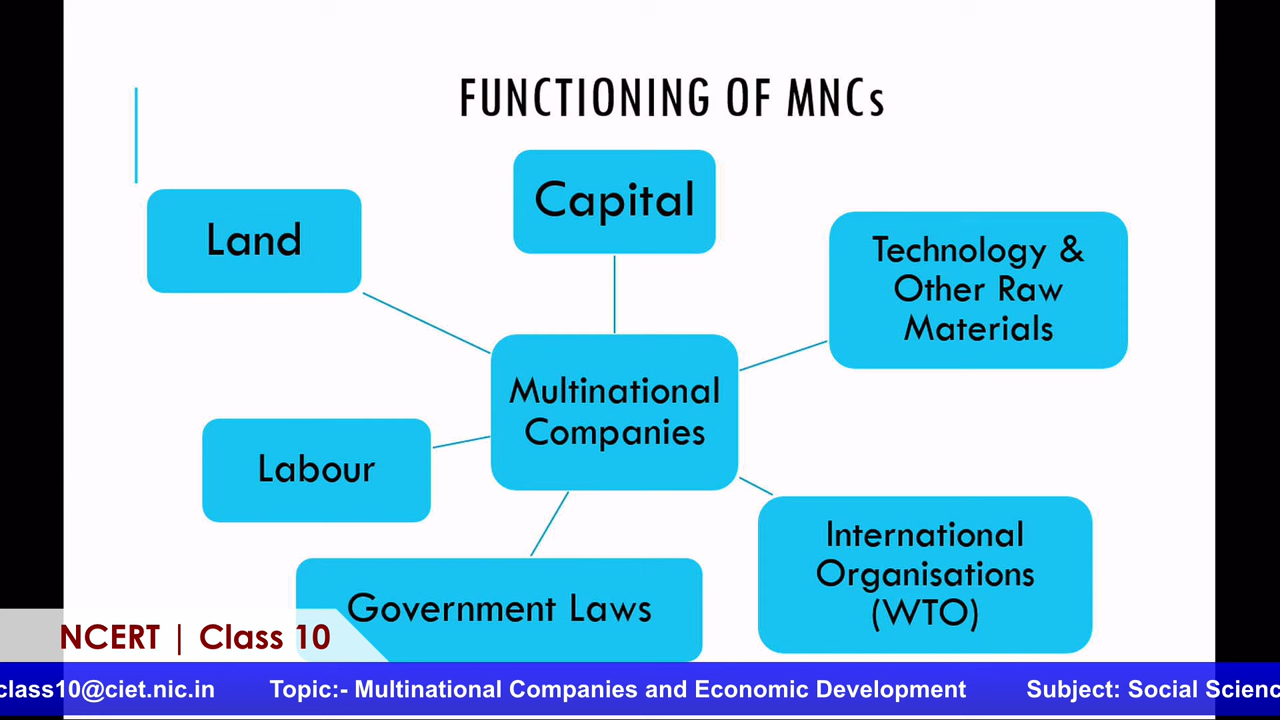 FUNCTIONING OF MNCs
Capital
Land
Technology &
Other Raw
Materials
Multinational
Companies
Labour
International
Organisations
(WTO)
Government Laws
NCERT | Class 10
class10@ciet.nic.in Topic:- Multinational Companies and Economic Development Subject: Social Scienc